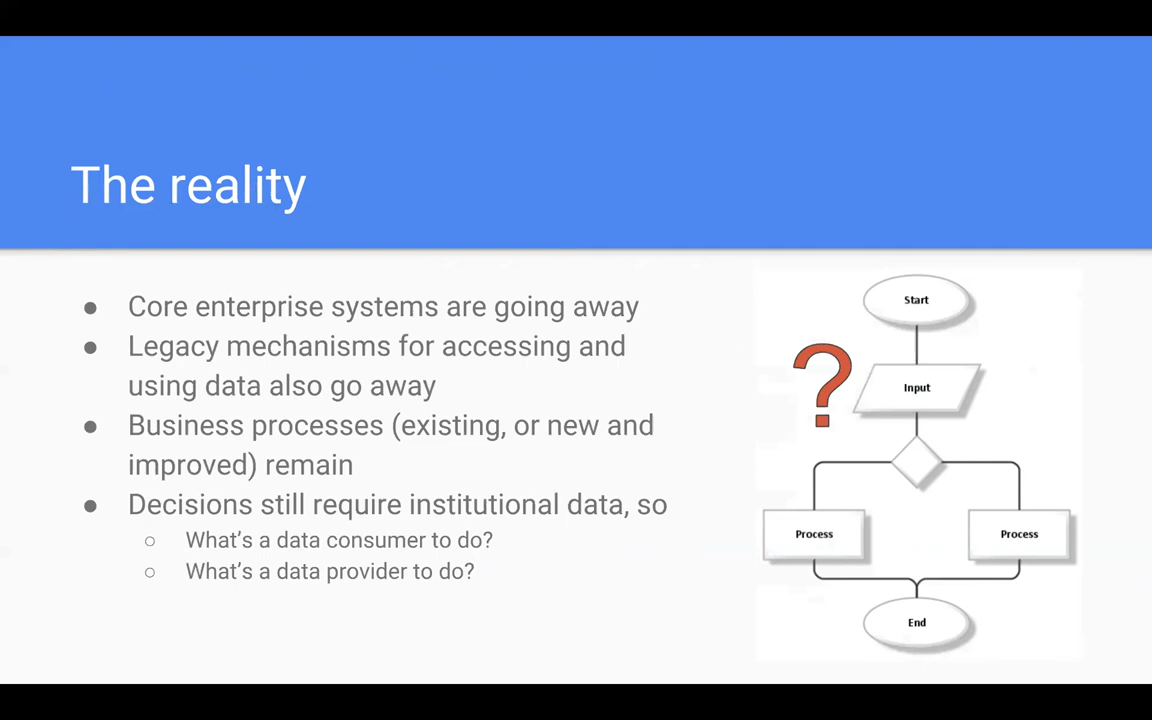 The reality
● Core enterprise systems are going away
● Legacy mechanisms for accessing and
using data also go away
● Business processes (existing, or new and
improved) remain
● Decisions still require institutional data, so
○ What's a data consumer to do?
○ What's a data provider to do?
Start
?
Input
Process
Process
End